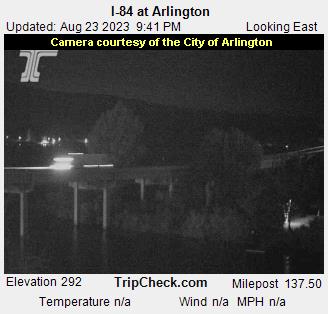 I-84 at Arlington
Updated: Aug 23 2023 9:41 PM Looking East
Camera courtesy of the City of Arlington
Elevation 292 TripCheck.com Milepost 137.50
Temperature n/a Wind n/a MPH n/a